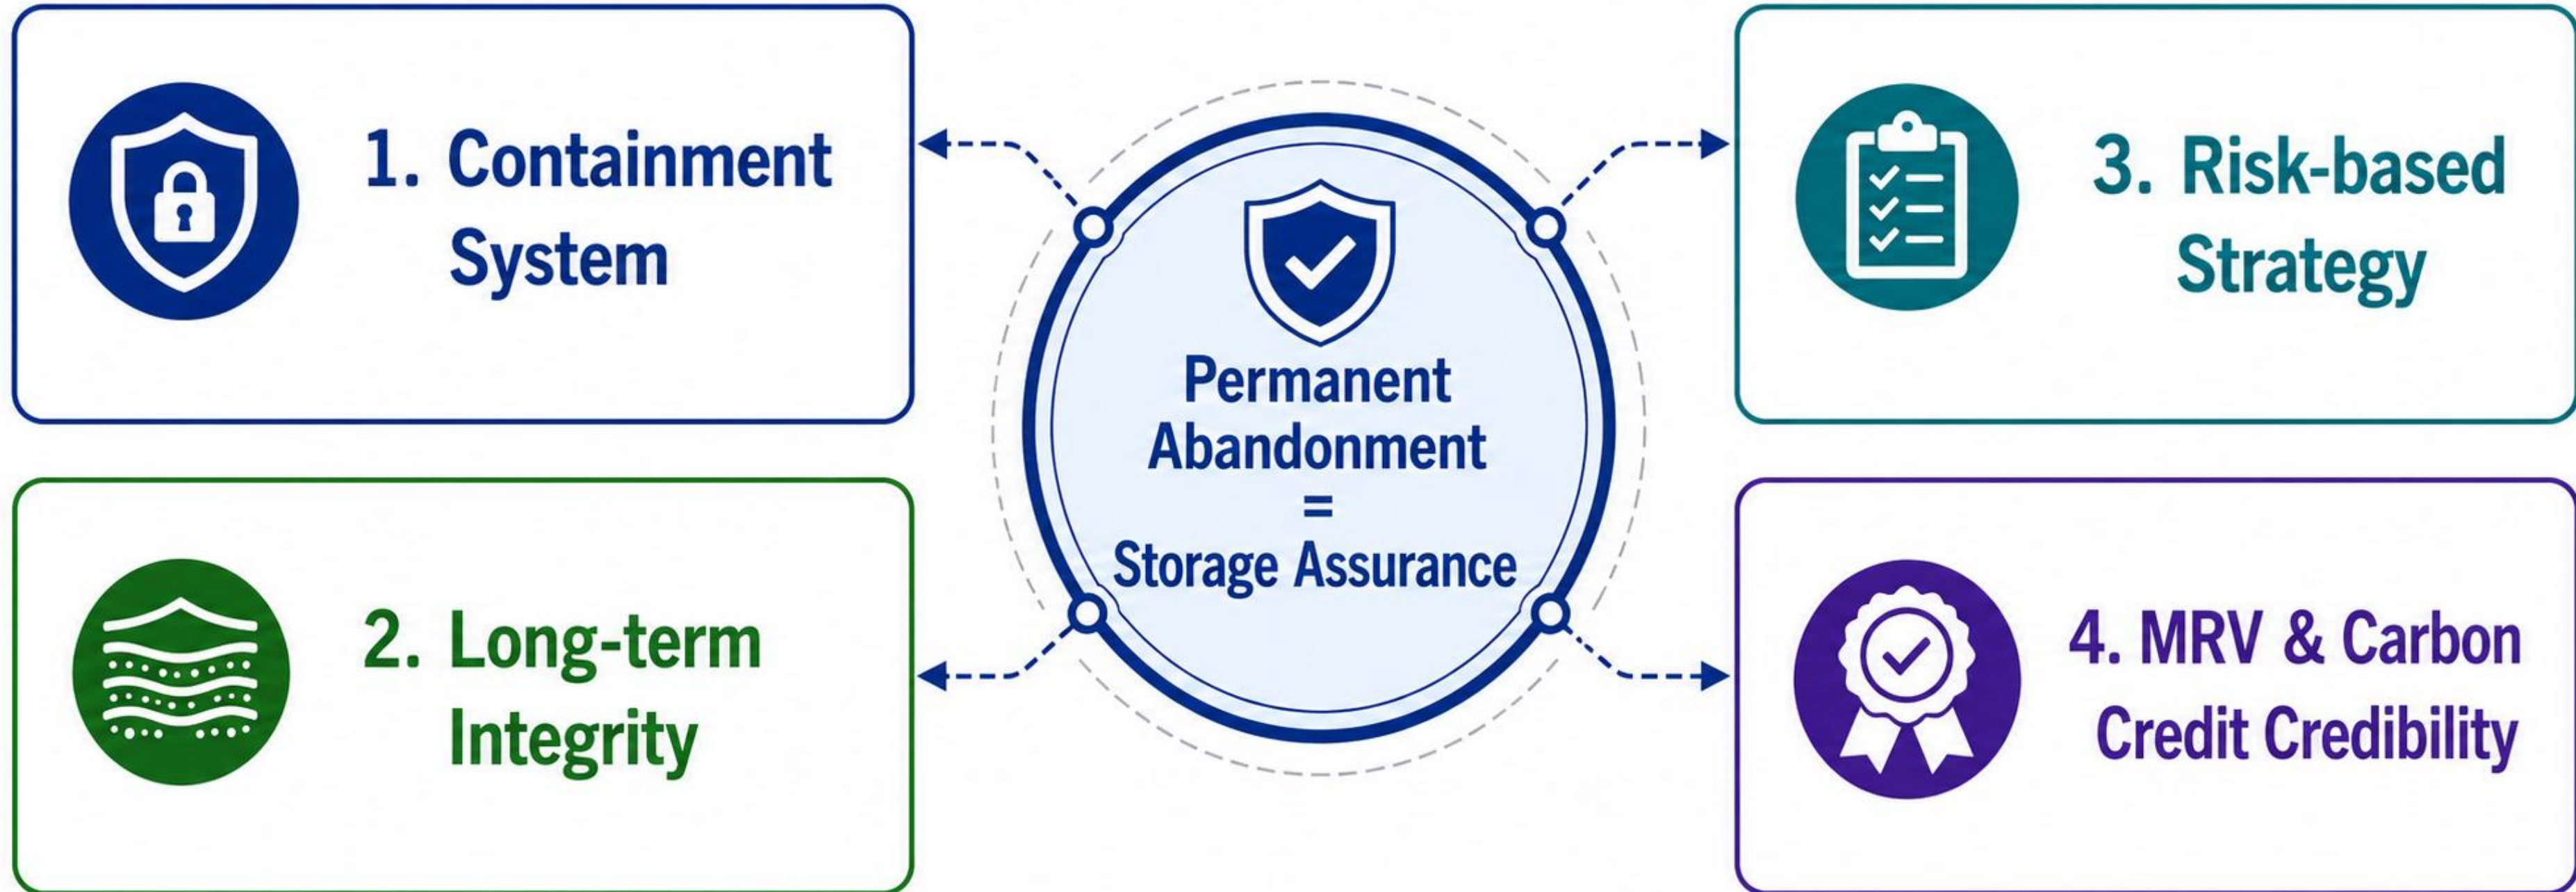 1. Containment
System
2. Long-term
Integrity
Permanent
Abandonment
=
Storage Assurance
3. Risk-based
Strategy
4. MRV & Carbon
Credit Credibility